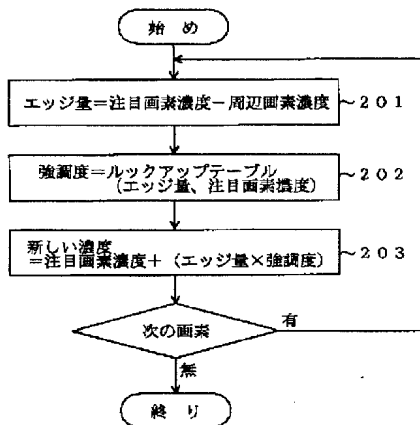 始め
エッジ量＝注目画素濃度－周辺画素濃度 ～２０１
強調度＝ルックアップテーブル
（エッジ量、注目画素濃度） ～２０２
新しい濃度
＝注目画素濃度＋（エッジ量×強調度） ～２０３
次の画素 有
無
終り